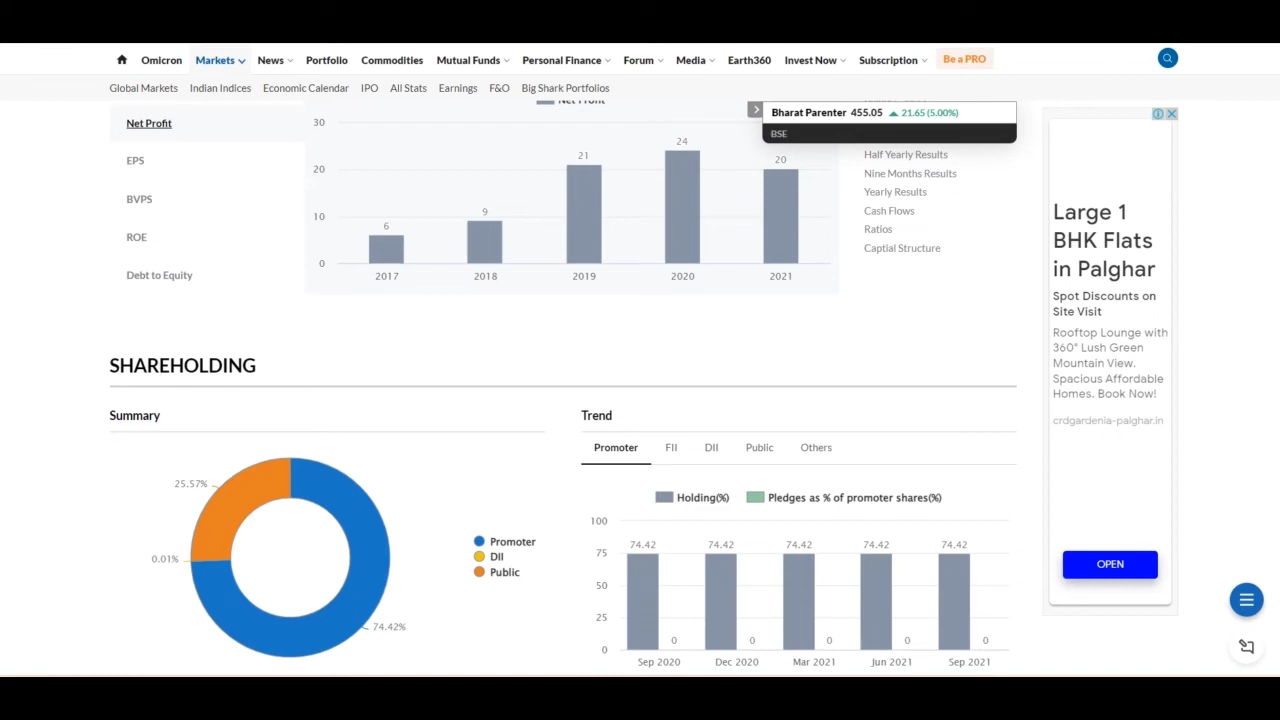 Omicron Markets News Portfolio Commodities Mutual Funds Personal Finance Forum Media Earth360 Invest Now Subscription Be a PRO
Global Markets Indian Indices Economic Calendar IPO All Stats Earnings F&O Big Shark Portfolios
Net Profit
Bharat Parenter 455.05 21.65 (5.00%)
BSE
Net Profit
EPS
BVPS
ROE
Debt to Equity
30
20
10
0
6
9
21
24
20
2017 2018 2019 2020 2021
Half Yearly Results
Nine Months Results
Yearly Results
Cash Flows
Ratios
Captial Structure
Large 1
BHK Flats
in Palghar
Spot Discounts on
Site Visit
Rooftop Lounge with
360° Lush Green
Mountain View.
Spacious Affordable
Homes. Book Now!
crdgardenia-palghar.in
OPEN
SHAREHOLDING
Summary
25.57%
0.01%
74.42%
Promoter
DII
Public
Trend
Promoter FII DII Public Others
Holding(%) Pledges as % of promoter shares(%)
100
75
50
25
0
74.42 74.42 74.42 74.42 74.42
0 0 0 0 0
Sep 2020 Dec 2020 Mar 2021 Jun 2021 Sep 2021